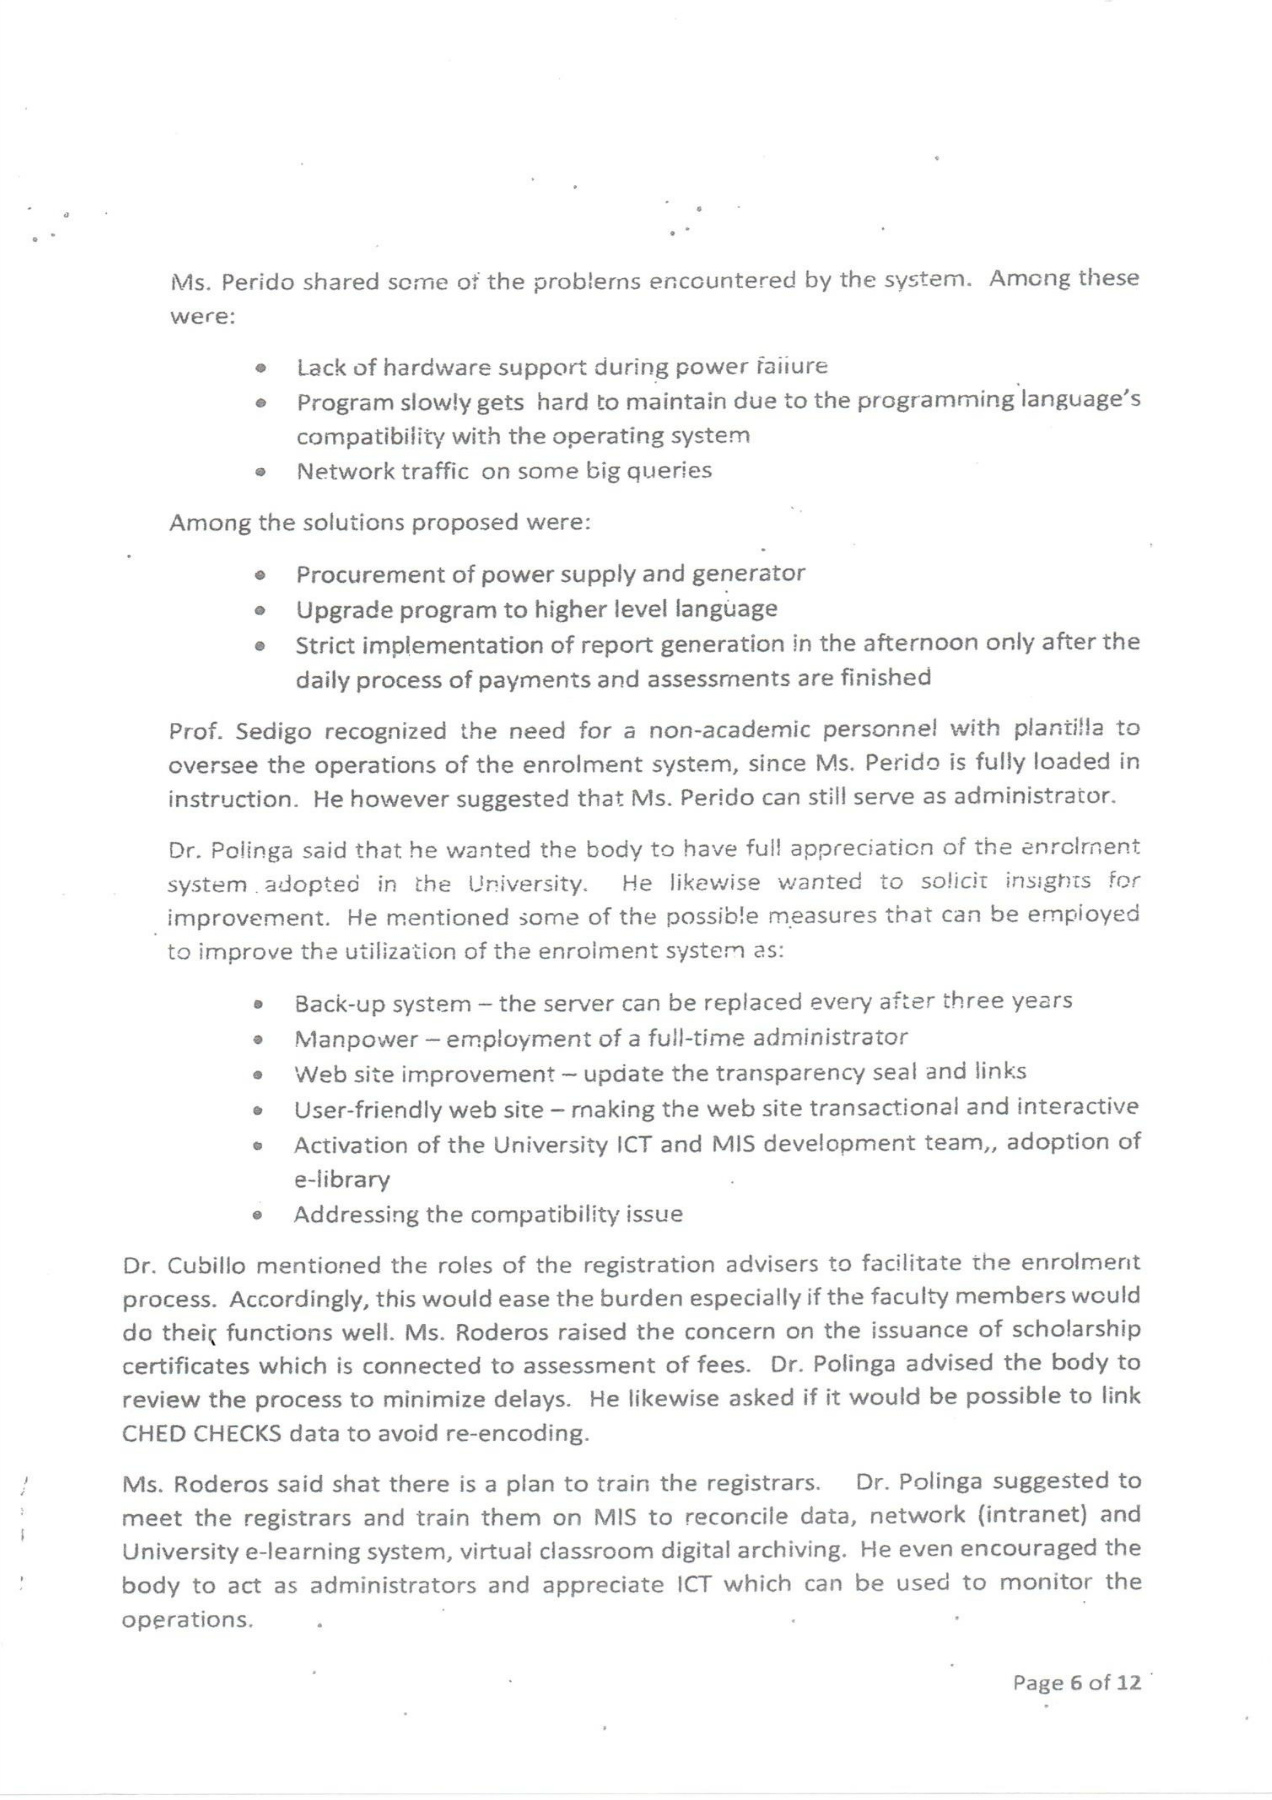 Ms. Perido shared some of the problems encountered by the system. Among these
were:
• Lack of hardware support during power failure
• Program slowly gets hard to maintain due to the programming language's
compatibility with the operating system
• Network traffic on some big queries
Among the solutions proposed were:
• Procurement of power supply and generator
• Upgrade program to higher level language
• Strict implementation of report generation in the afternoon only after the
daily process of payments and assessments are finished
Prof. Sedigo recognized the need for a non-academic personnel with plantilla to
oversee the operations of the enrolment system, since Ms. Perido is fully loaded in
instruction. He however suggested that Ms. Perido can still serve as administrator.
Dr. Polinga said that he wanted the body to have full appreciation of the enrolment
system adopted in the University. He likewise wanted to solicit insights for
improvement. He mentioned some of the possible measures that can be employed
to improve the utilization of the enrolment system as:
• Back-up system – the server can be replaced every after three years
• Manpower – employment of a full-time administrator
• Web site improvement – update the transparency seal and links
• User-friendly web site – making the web site transactional and interactive
• Activation of the University ICT and MIS development team,, adoption of
e-library
• Addressing the compatibility issue
Dr. Cubillo mentioned the roles of the registration advisers to facilitate the enrolment
process. Accordingly, this would ease the burden especially if the faculty members would
do their functions well. Ms. Roderos raised the concern on the issuance of scholarship
certificates which is connected to assessment of fees. Dr. Polinga advised the body to
review the process to minimize delays. He likewise asked if it would be possible to link
CHED CHECKS data to avoid re-encoding.
Ms. Roderos said shat there is a plan to train the registrars. Dr. Polinga suggested to
meet the registrars and train them on MIS to reconcile data, network (intranet) and
University e-learning system, virtual classroom digital archiving. He even encouraged the
body to act as administrators and appreciate ICT which can be used to monitor the
operations.
Page 6 of 12